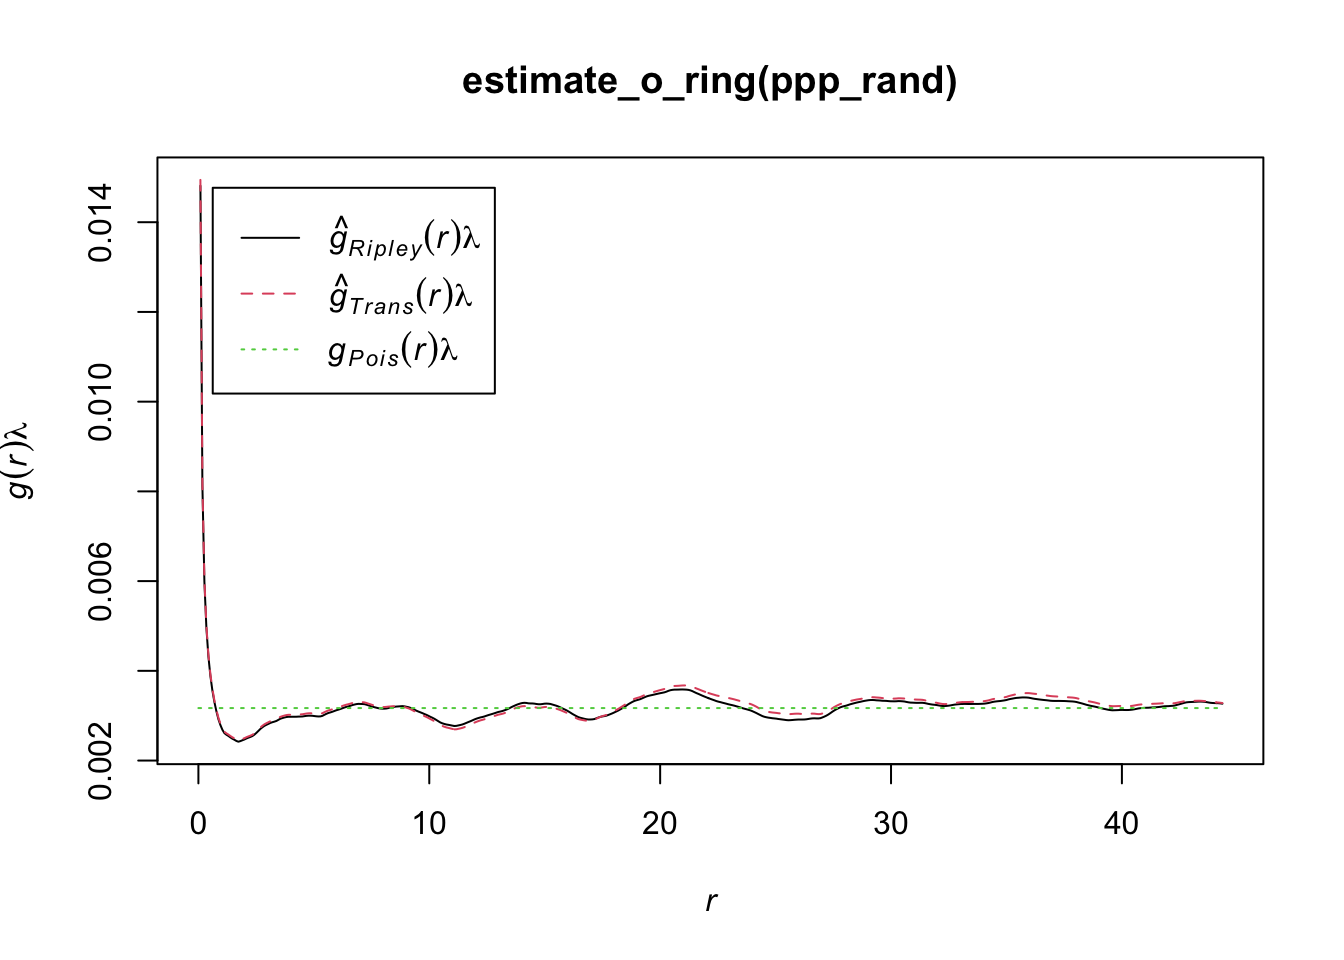 estimate_o_ring(ppp_rand)
ĝRipley(r)λ
ĝTrans(r)λ
gPois(r)λ
g(r)λ
0.014
0.010
0.006
0.002
0 10 20 30 40
r